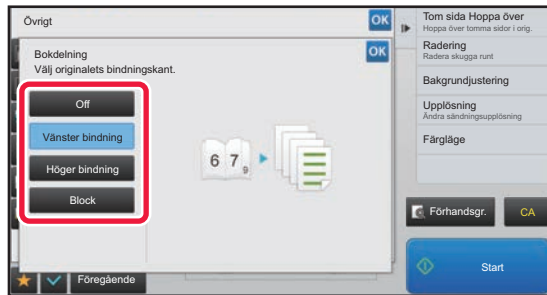 Övrigt
OK
Bokdelning
OK
Välj originalets bindningskant.
Off
Vänster bindning
Höger bindning
Block
6 7 9
Föregående
Tom sida Hoppa över
Hoppa över tomma sidor i orig.
Radering
Radera skugga runt
Bakgrundjustering
Upplösning
Ändra sändningsupplösning
Färgläge
Förhandsgr.
CA
Start